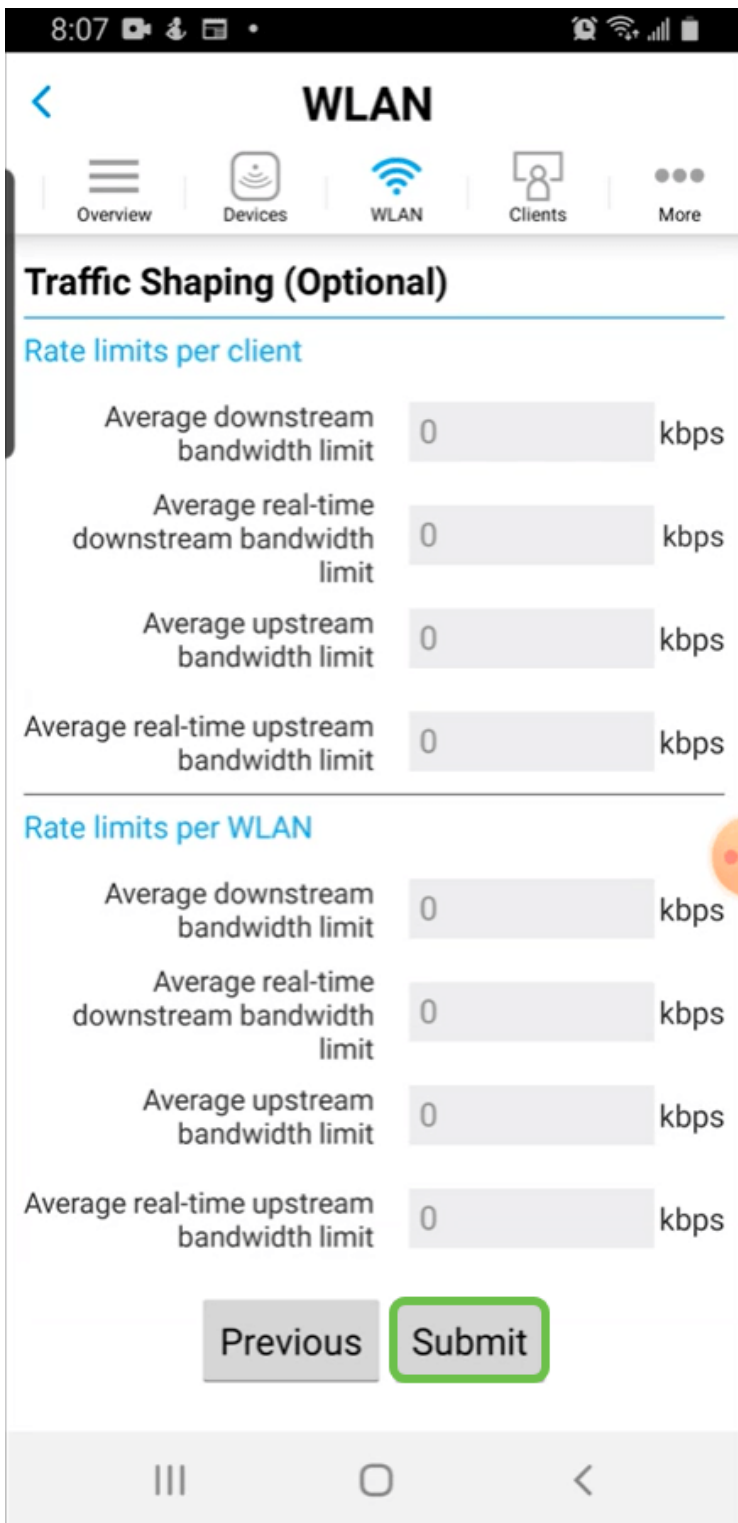 8:07
WLAN
Overview Devices WLAN Clients More
Traffic Shaping (Optional)
Rate limits per client
Average downstream
bandwidth limit 0 kbps
Average real-time
downstream bandwidth 0 kbps
limit
Average upstream
bandwidth limit 0 kbps
Average real-time upstream
bandwidth limit 0 kbps
Rate limits per WLAN
Average downstream
bandwidth limit 0 kbps
Average real-time
downstream bandwidth 0 kbps
limit
Average upstream
bandwidth limit 0 kbps
Average real-time upstream
bandwidth limit 0 kbps
Previous Submit